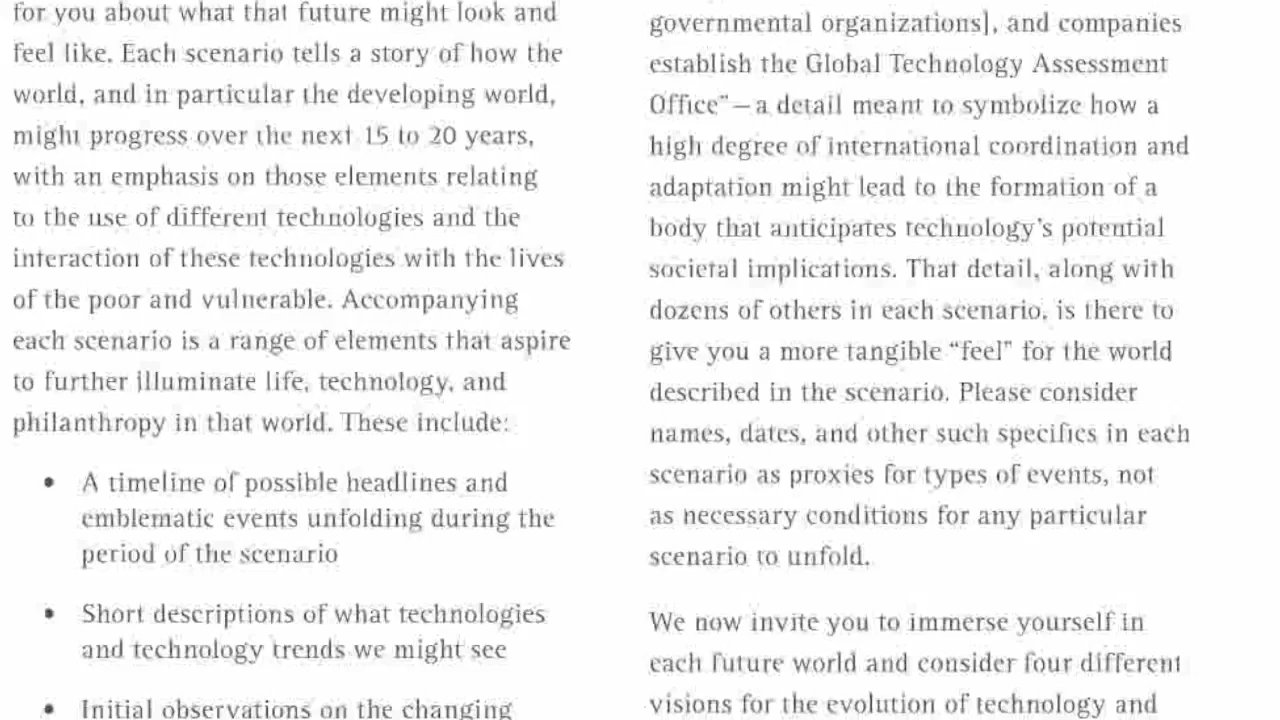 for you about what that future might look and
feel like. Each scenario tells a story of how the
world, and in particular the developing world,
might progress over the next 15 to 20 years,
with an emphasis on those elements relating
to the use of different technologies and the
interaction of these technologies with the lives
of the poor and vulnerable. Accompanying
each scenario is a range of elements that aspire
to further illuminate life, technology, and
philanthropy in that world. These include:
• A timeline of possible headlines and
emblematic events unfolding during the
period of the scenario
• Short descriptions of what technologies
and technology trends we might see
• Initial observations on the changing
governmental organizations], and companies
establish the Global Technology Assessment
Office”—a detail meant to symbolize how a
high degree of international coordination and
adaptation might lead to the formation of a
body that anticipates technology’s potential
societal implications. That detail, along with
dozens of others in each scenario, is there to
give you a more tangible “feel” for the world
described in the scenario. Please consider
names, dates, and other such specifics in each
scenario as proxies for types of events, not
as necessary conditions for any particular
scenario to unfold.
We now invite you to immerse yourself in
each future world and consider four different
visions for the evolution of technology and